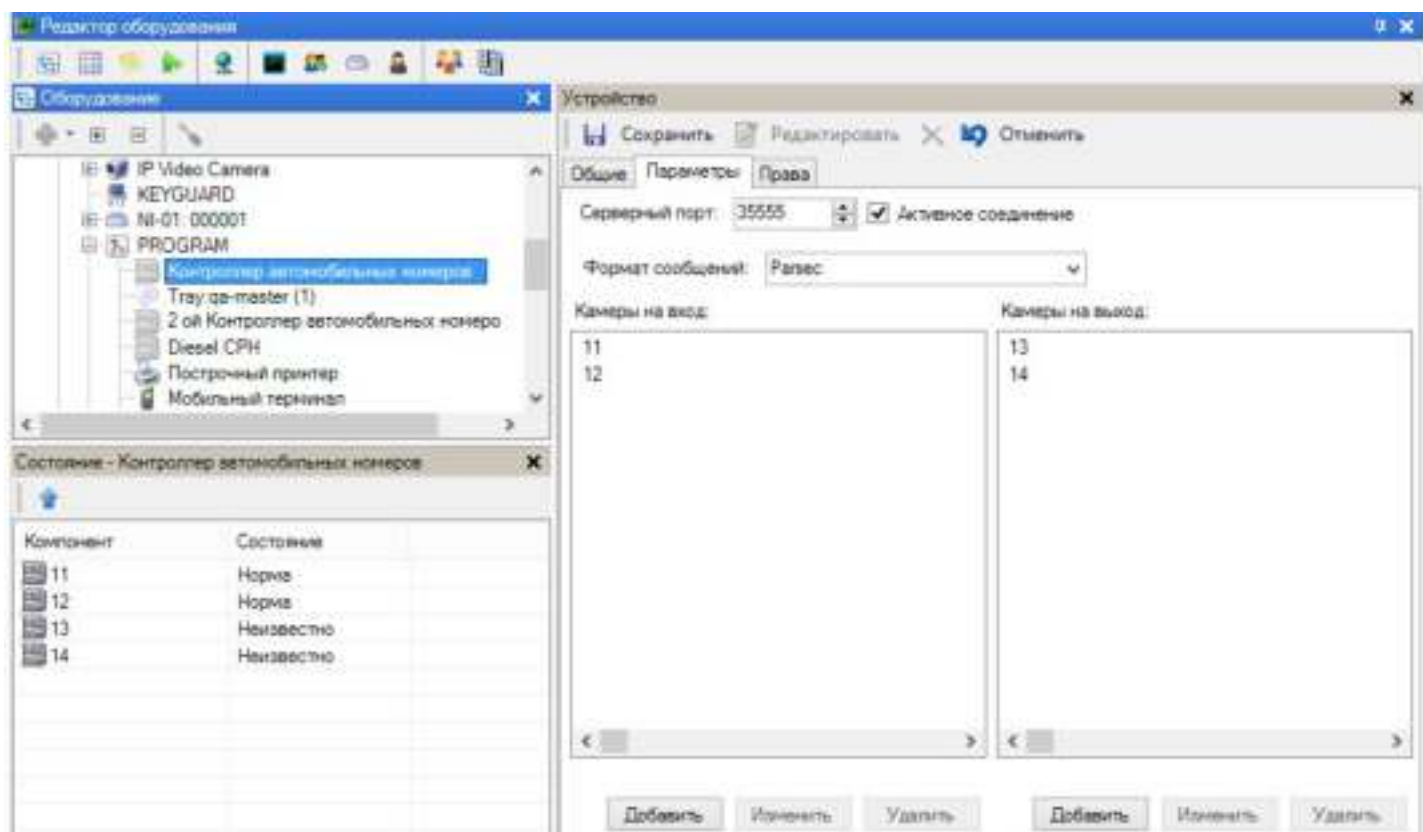 Редактор оборудования
Оборудование
IP Video Camera
KEYGUARD
NI-01: 000001
PROGRAM
Контроллер автомобильных номеров
Tray qa-master (1)
2 ой Контроллер автомобильных номеро
Diesel CPH
Построчный принтер
Мобильный терминал
Состояние - Контроллер автомобильных номеров
Компонент Состояние
11 Норма
12 Норма
13 Неизвестно
14 Неизвестно
Устройство
Сохранить Редактировать Отменить
Общие Параметры Права
Серверный порт: 35555 Активное соединение
Формат сообщений: Parsec
Камеры на вход: Камеры на выход:
11 13
12 14
Добавить Изменить Удалить Добавить Изменить Удалить